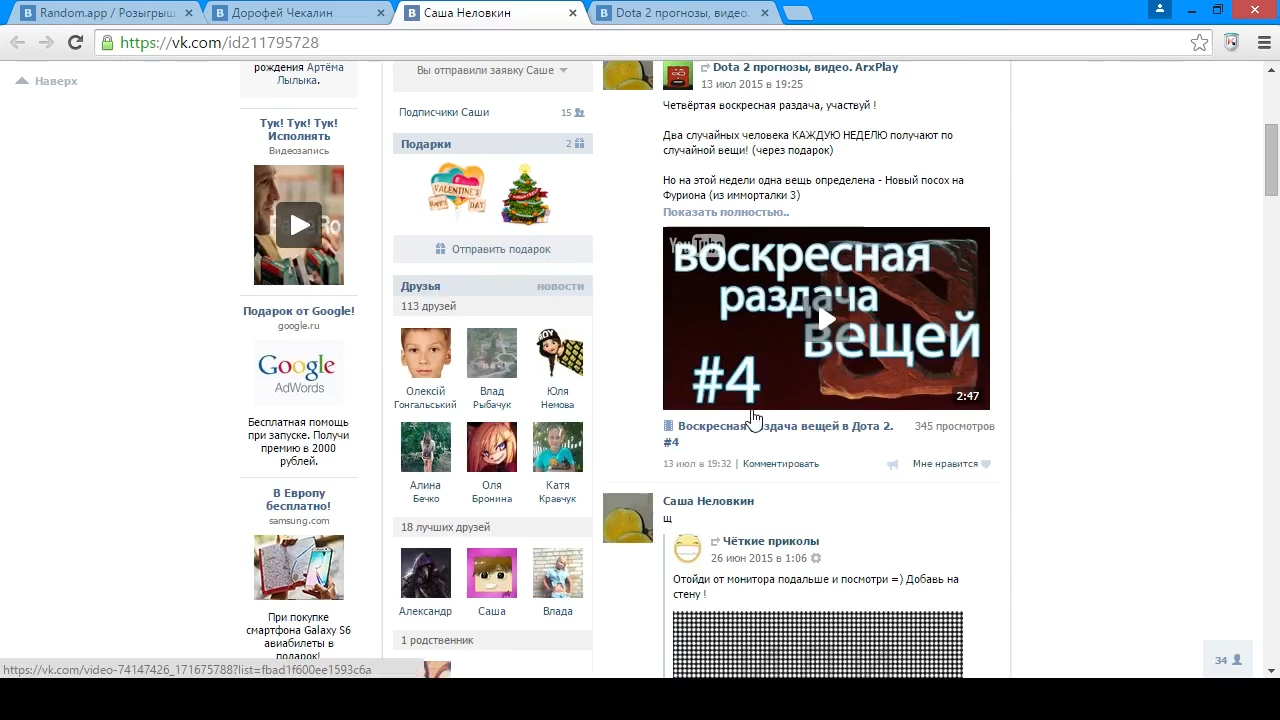 Random.app / Розыгрыш
Дорофей Чекалин
Саша Неловкин
Dota 2 прогнозы, видео.
https://vk.com/id211795728
Наверх
рождения Артёма
Лылыка.
Тук! Тук! Тук!
Исполнять
Видеозапись
Подарок от Google!
google.ru
Google
AdWords
Бесплатная помощь
при запуске. Получи
премию в 2000
рублей.
В Европу
бесплатно!
samsung.com
При покупке
смартфона Galaxy S6
авиабилеты в
подарок!
Вы отправили заявку Саше
Подписчики Саши 15
Подарки 2
Отправить подарок
Друзья новости
113 друзей
Олексій
Гонгальський
Влад
Рыбачук
Юля
Немова
Алина
Бечко
Оля
Бронина
Катя
Кравчук
18 лучших друзей
Александр
Саша
Влада
1 родственник
Dota 2 прогнозы, видео. ArxPlay
13 июл 2015 в 19:25
Четвёртая воскресная раздача, участвуй !
Два случайных человека КАЖДУЮ НЕДЕЛЮ получают по
случайной вещи! (через подарок)
Но на этой недели одна вещь определена - Новый посох на
Фуриона (из имморталки 3)
Показать полностью..
YouTube
воскресная
раздача
вещей
#4
2:47
Воскресная раздача вещей в Дота 2. 345 просмотров
#4
13 июл в 19:32 | Комментировать Мне нравится
Саша Неловкин
щ
Чёткие приколы
26 июн 2015 в 1:06
Отойди от монитора подальше и посмотри =) Добавь на
стену !
34
https://vk.com/video-74147426_171675788?list=fbad1f600ee1593c6a